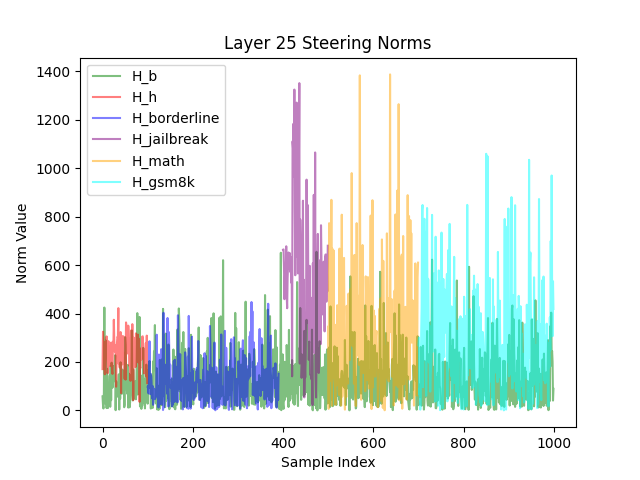 Layer 25 Steering Norms
H_b
H_h
H_borderline
H_jailbreak
H_math
H_gsm8k
Norm Value
1400
1200
1000
800
600
400
200
0
0 200 400 600 800 1000
Sample Index